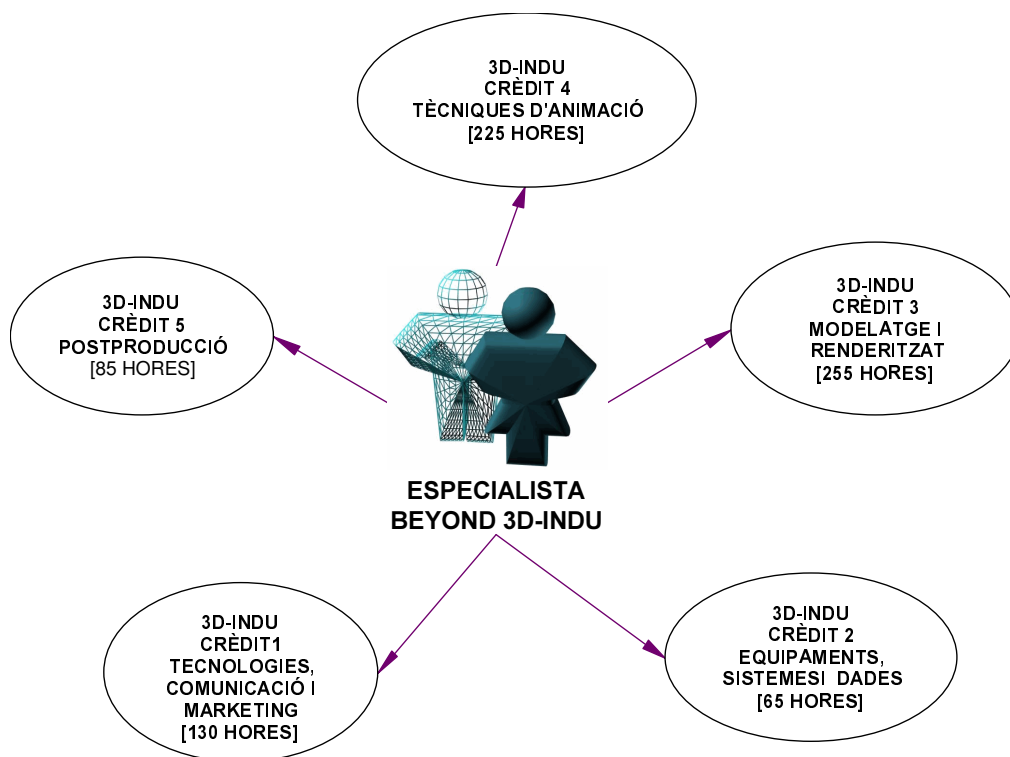 3D-INDU
CRÈDIT 4
TÈCNIQUES D'ANIMACIÓ
[225 HORES]
3D-INDU
CRÈDIT 5
POSTPRODUCCIÓ
[85 HORES]
3D-INDU
CRÈDIT 3
MODELATGE I
RENDERITZAT
[255 HORES]
ESPECIALISTA
BEYOND 3D-INDU
3D-INDU
CRÈDIT1
TECNOLOGIES,
COMUNICACIÓ I
MARKETING
[130 HORES]
3D-INDU
CRÈDIT 2
EQUIPAMENTS,
SISTEMESI DADES
[65 HORES]